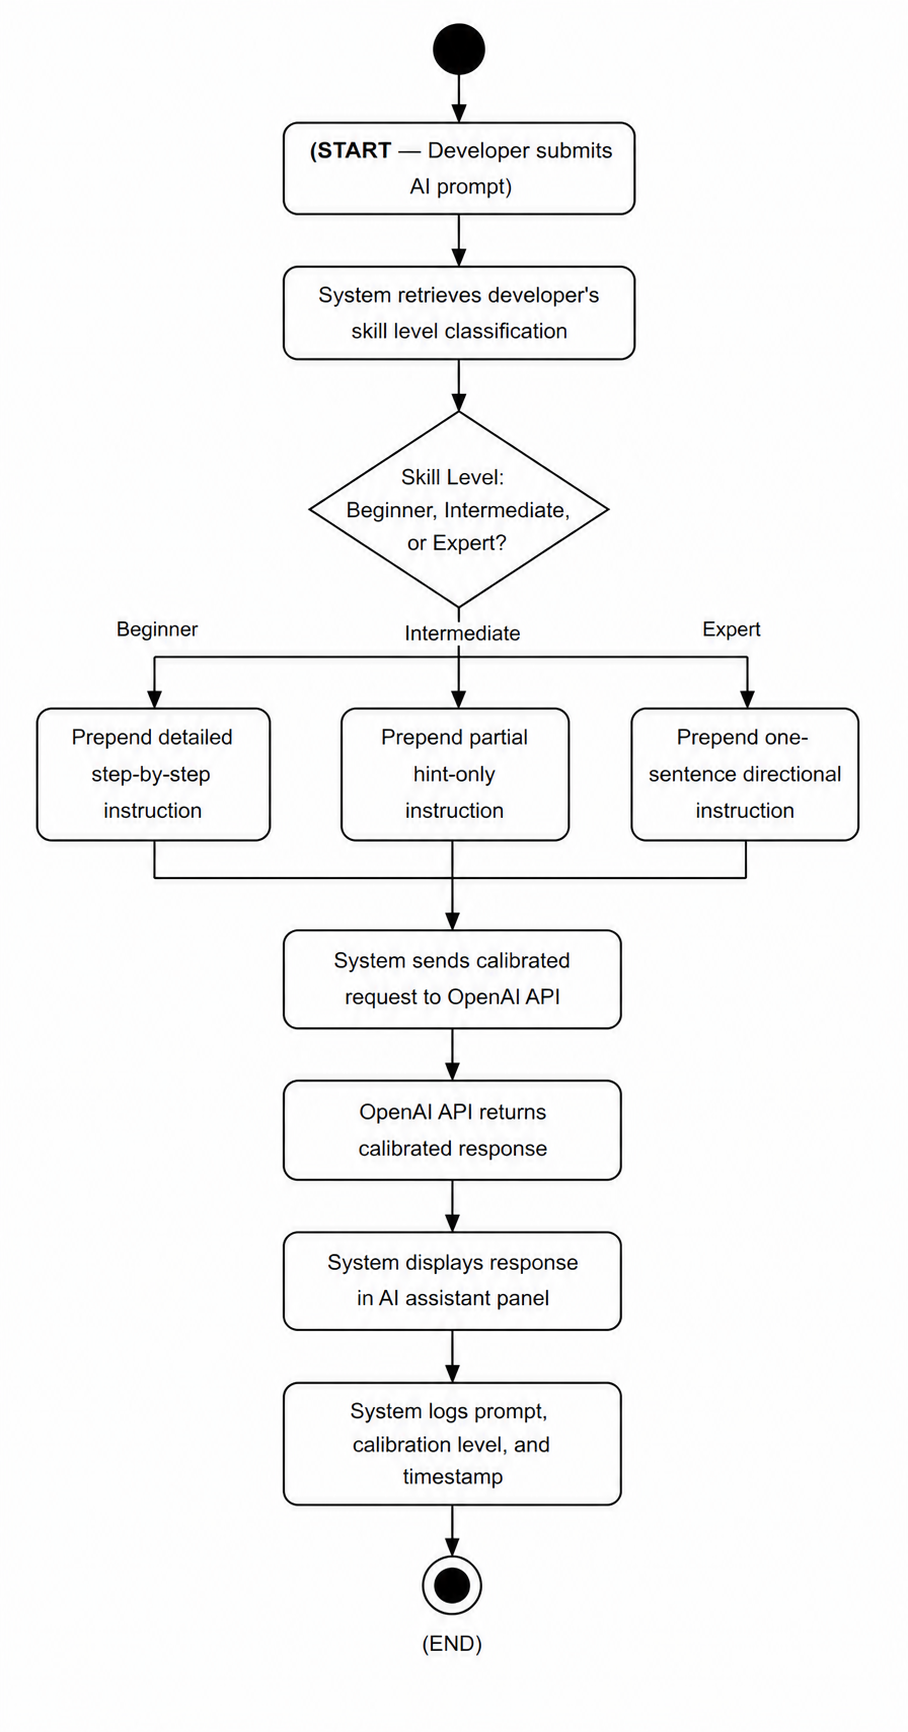 (START — Developer submits
AI prompt)
System retrieves developer's
skill level classification
Skill Level:
Beginner, Intermediate,
or Expert?
Beginner
Intermediate
Expert
Prepend detailed
step-by-step
instruction
Prepend partial
hint-only
instruction
Prepend one-
sentence directional
instruction
System sends calibrated
request to OpenAI API
OpenAI API returns
calibrated response
System displays response
in AI assistant panel
System logs prompt,
calibration level, and
timestamp
(END)